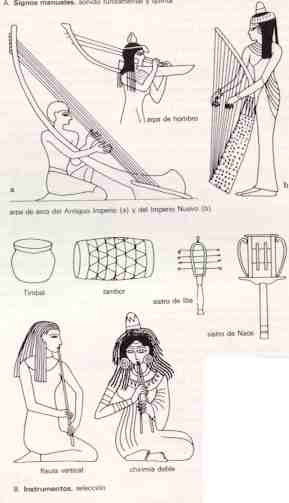 A. Signos manuales, sonido fundamental y quinta
arpa de hombro
a
b
arpa de arco del Antiguo Imperio (a) y del Imperio Nuevo (b)
Timbal
tambor
sistro de Iba
sistro de Naos
flauta vertical
chirimía doble
B. Instrumentos, selección